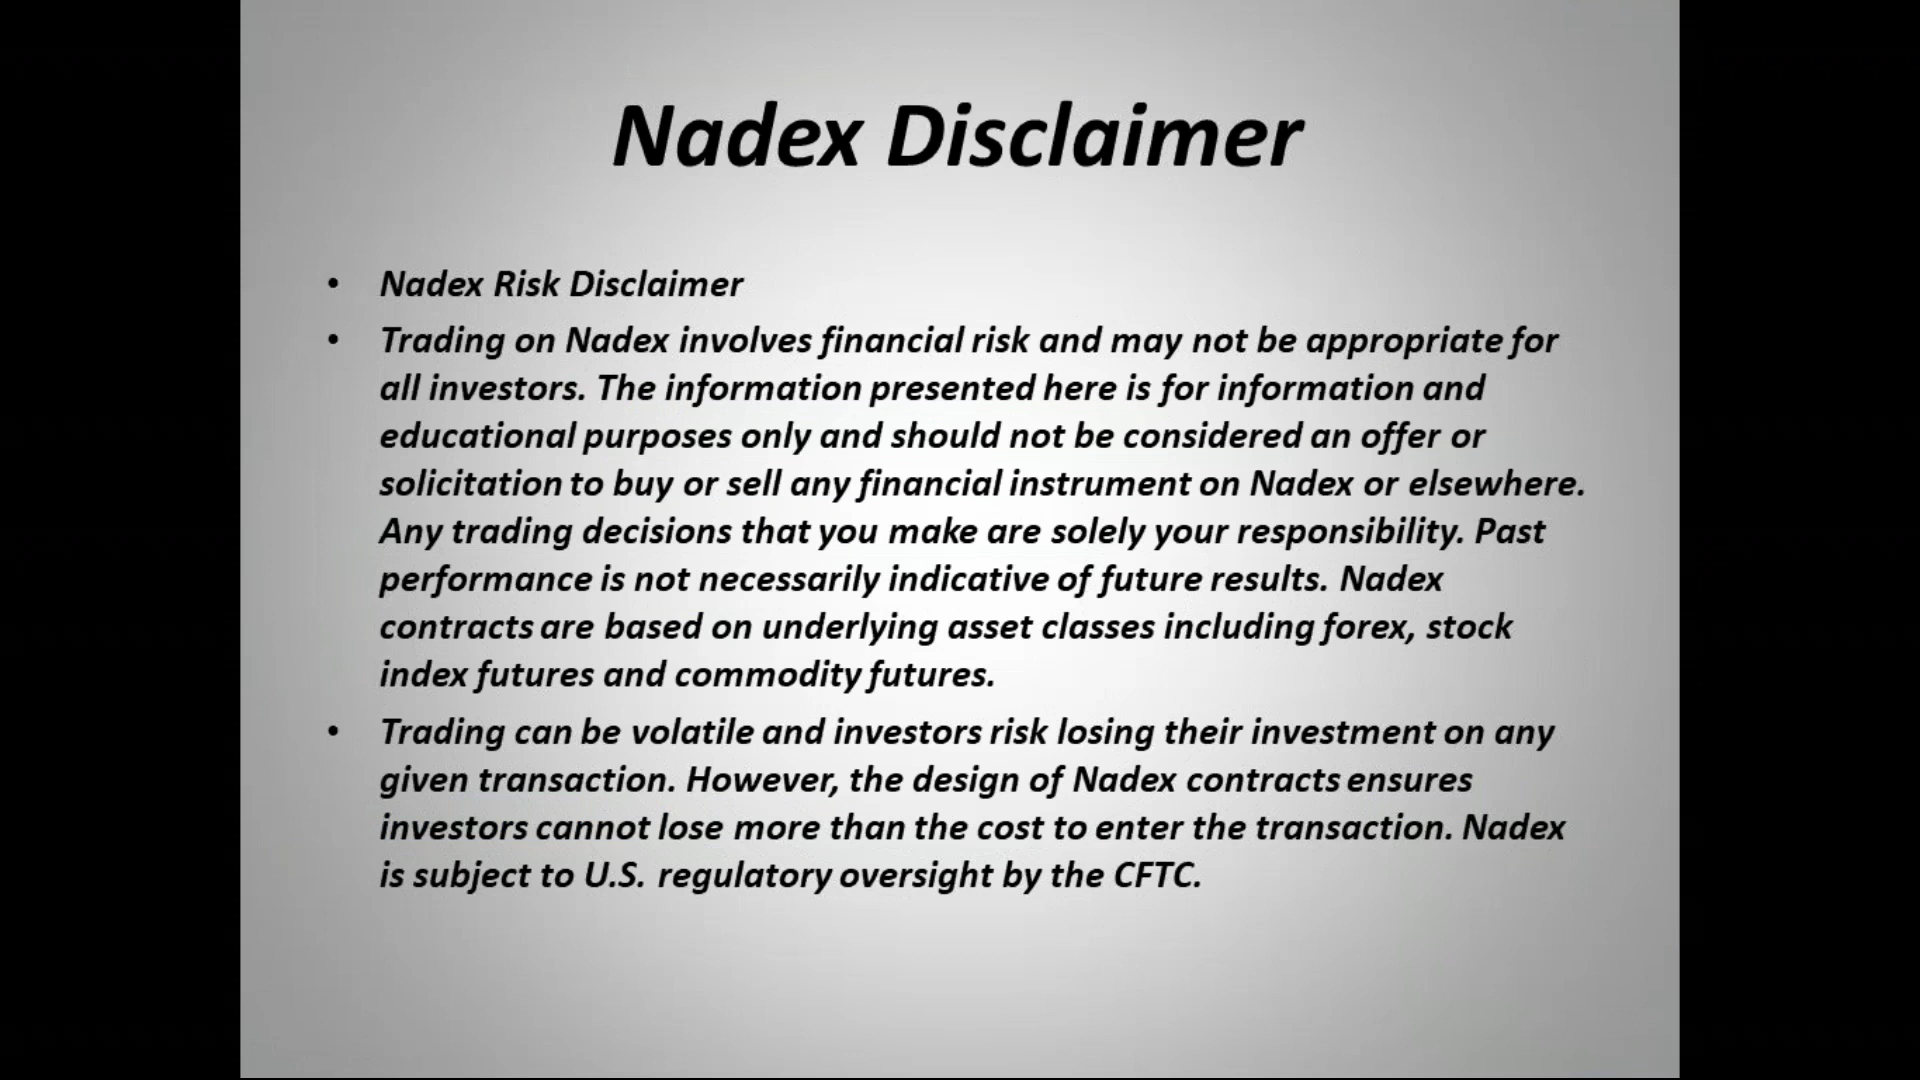 Nadex Disclaimer
• Nadex Risk Disclaimer
• Trading on Nadex involves financial risk and may not be appropriate for
all investors. The information presented here is for information and
educational purposes only and should not be considered an offer or
solicitation to buy or sell any financial instrument on Nadex or elsewhere.
Any trading decisions that you make are solely your responsibility. Past
performance is not necessarily indicative of future results. Nadex
contracts are based on underlying asset classes including forex, stock
index futures and commodity futures.
• Trading can be volatile and investors risk losing their investment on any
given transaction. However, the design of Nadex contracts ensures
investors cannot lose more than the cost to enter the transaction. Nadex
is subject to U.S. regulatory oversight by the CFTC.